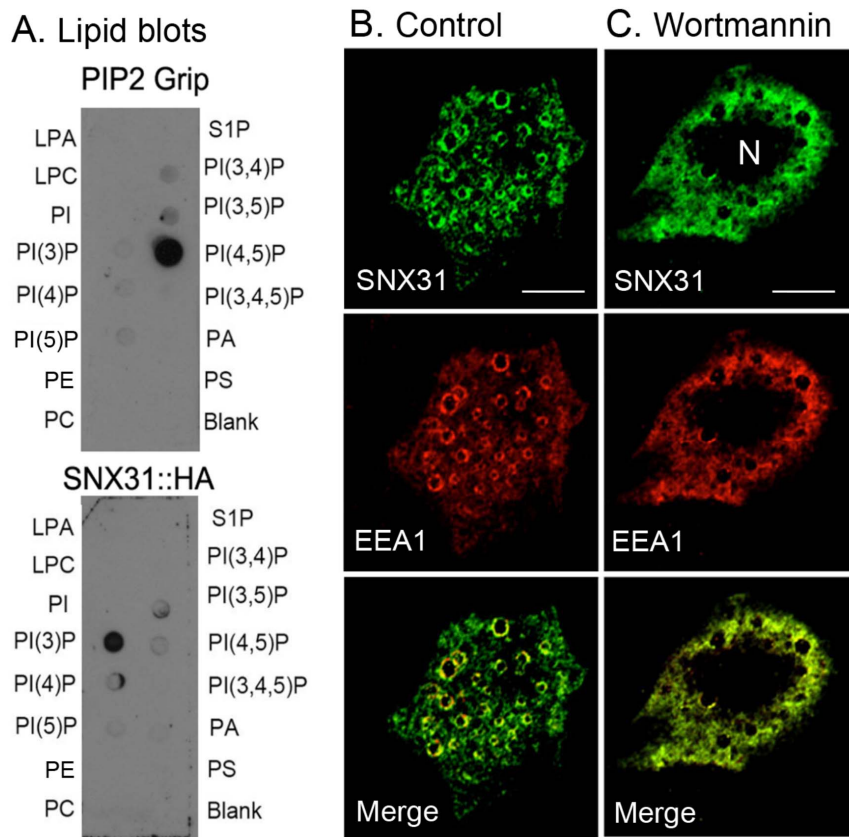 A. Lipid blots
PIP2 Grip
LPA
LPC
PI
PI(3)P
PI(4)P
PI(5)P
PE
PC
S1P
PI(3,4)P
PI(3,5)P
PI(4,5)P
PI(3,4,5)P
PA
PS
Blank
SNX31::HA
LPA
LPC
PI
PI(3)P
PI(4)P
PI(5)P
PE
PC
S1P
PI(3,4)P
PI(3,5)P
PI(4,5)P
PI(3,4,5)P
PA
PS
Blank
B. Control
SNX31
EEA1
Merge
C. Wortmannin
N
SNX31
EEA1
Merge